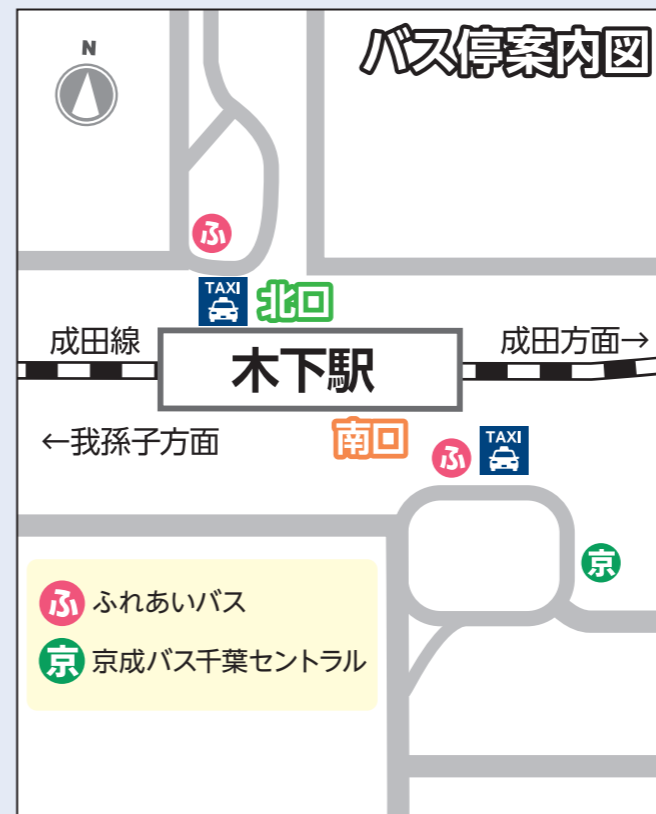 バス停案内図
N
ふ
TAXI
北口
成田線
木下駅
成田方面→
←我孫子方面
南口
ふ
TAXI
京
ふ ふれあいバス
京 京成バス千葉セントラル